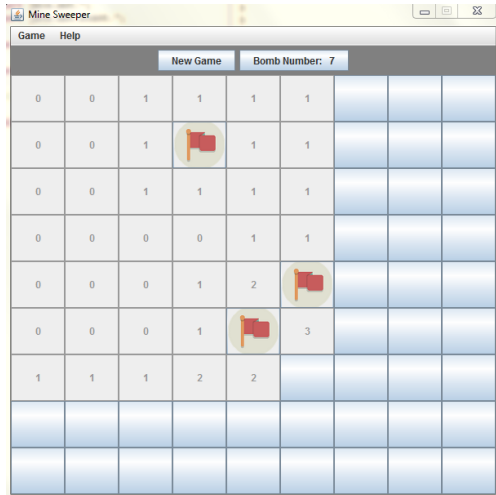 Mine Sweeper
Game Help
New Game Bomb Number: 7
0 0 1 1 1 1
0 0 1 1 1
0 0 1 1 1 1
0 0 0 0 1 1
0 0 0 1 2
0 0 0 1 3
1 1 1 2 2